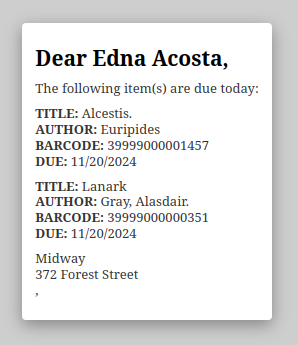 Dear Edna Acosta,
The following item(s) are due today:
TITLE: Alcestis.
AUTHOR: Euripides
BARCODE: 39999000001457
DUE: 11/20/2024
TITLE: Lanark
AUTHOR: Gray, Alasdair.
BARCODE: 39999000000351
DUE: 11/20/2024
Midway
372 Forest Street
,